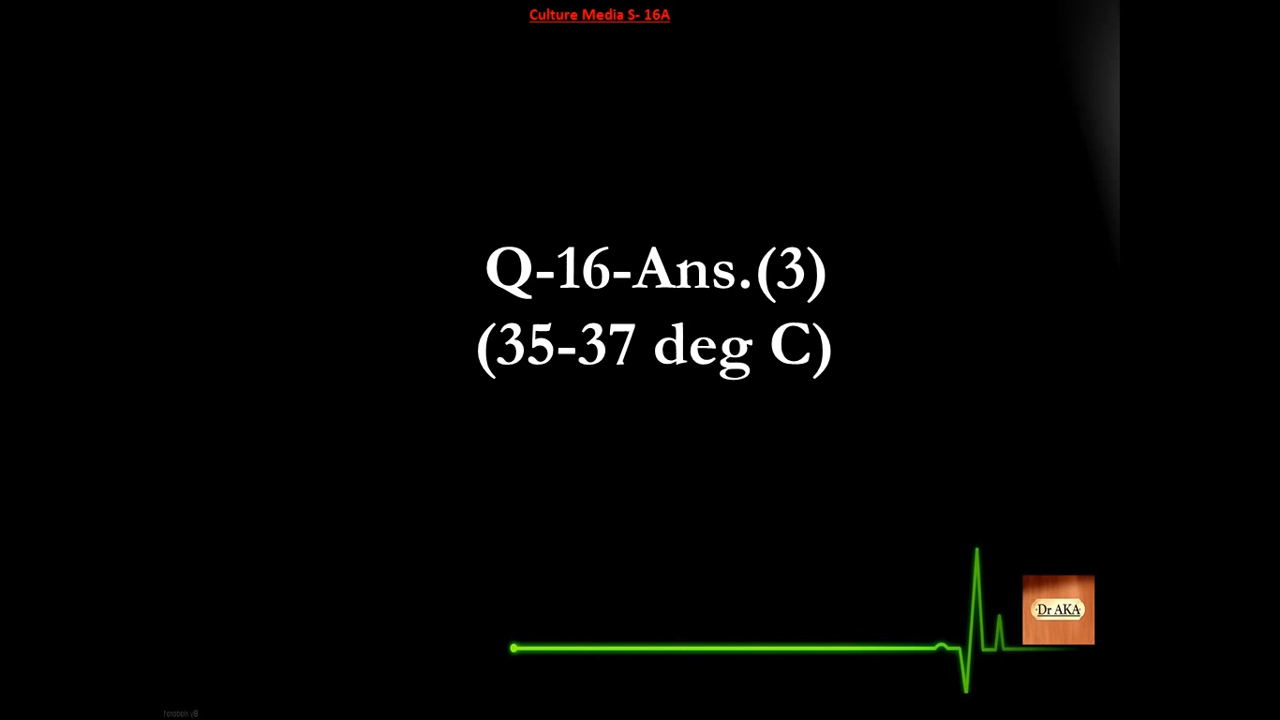 Culture Media S- 16A
Q-16-Ans.(3)
(35-37 deg C)
Dr AKA